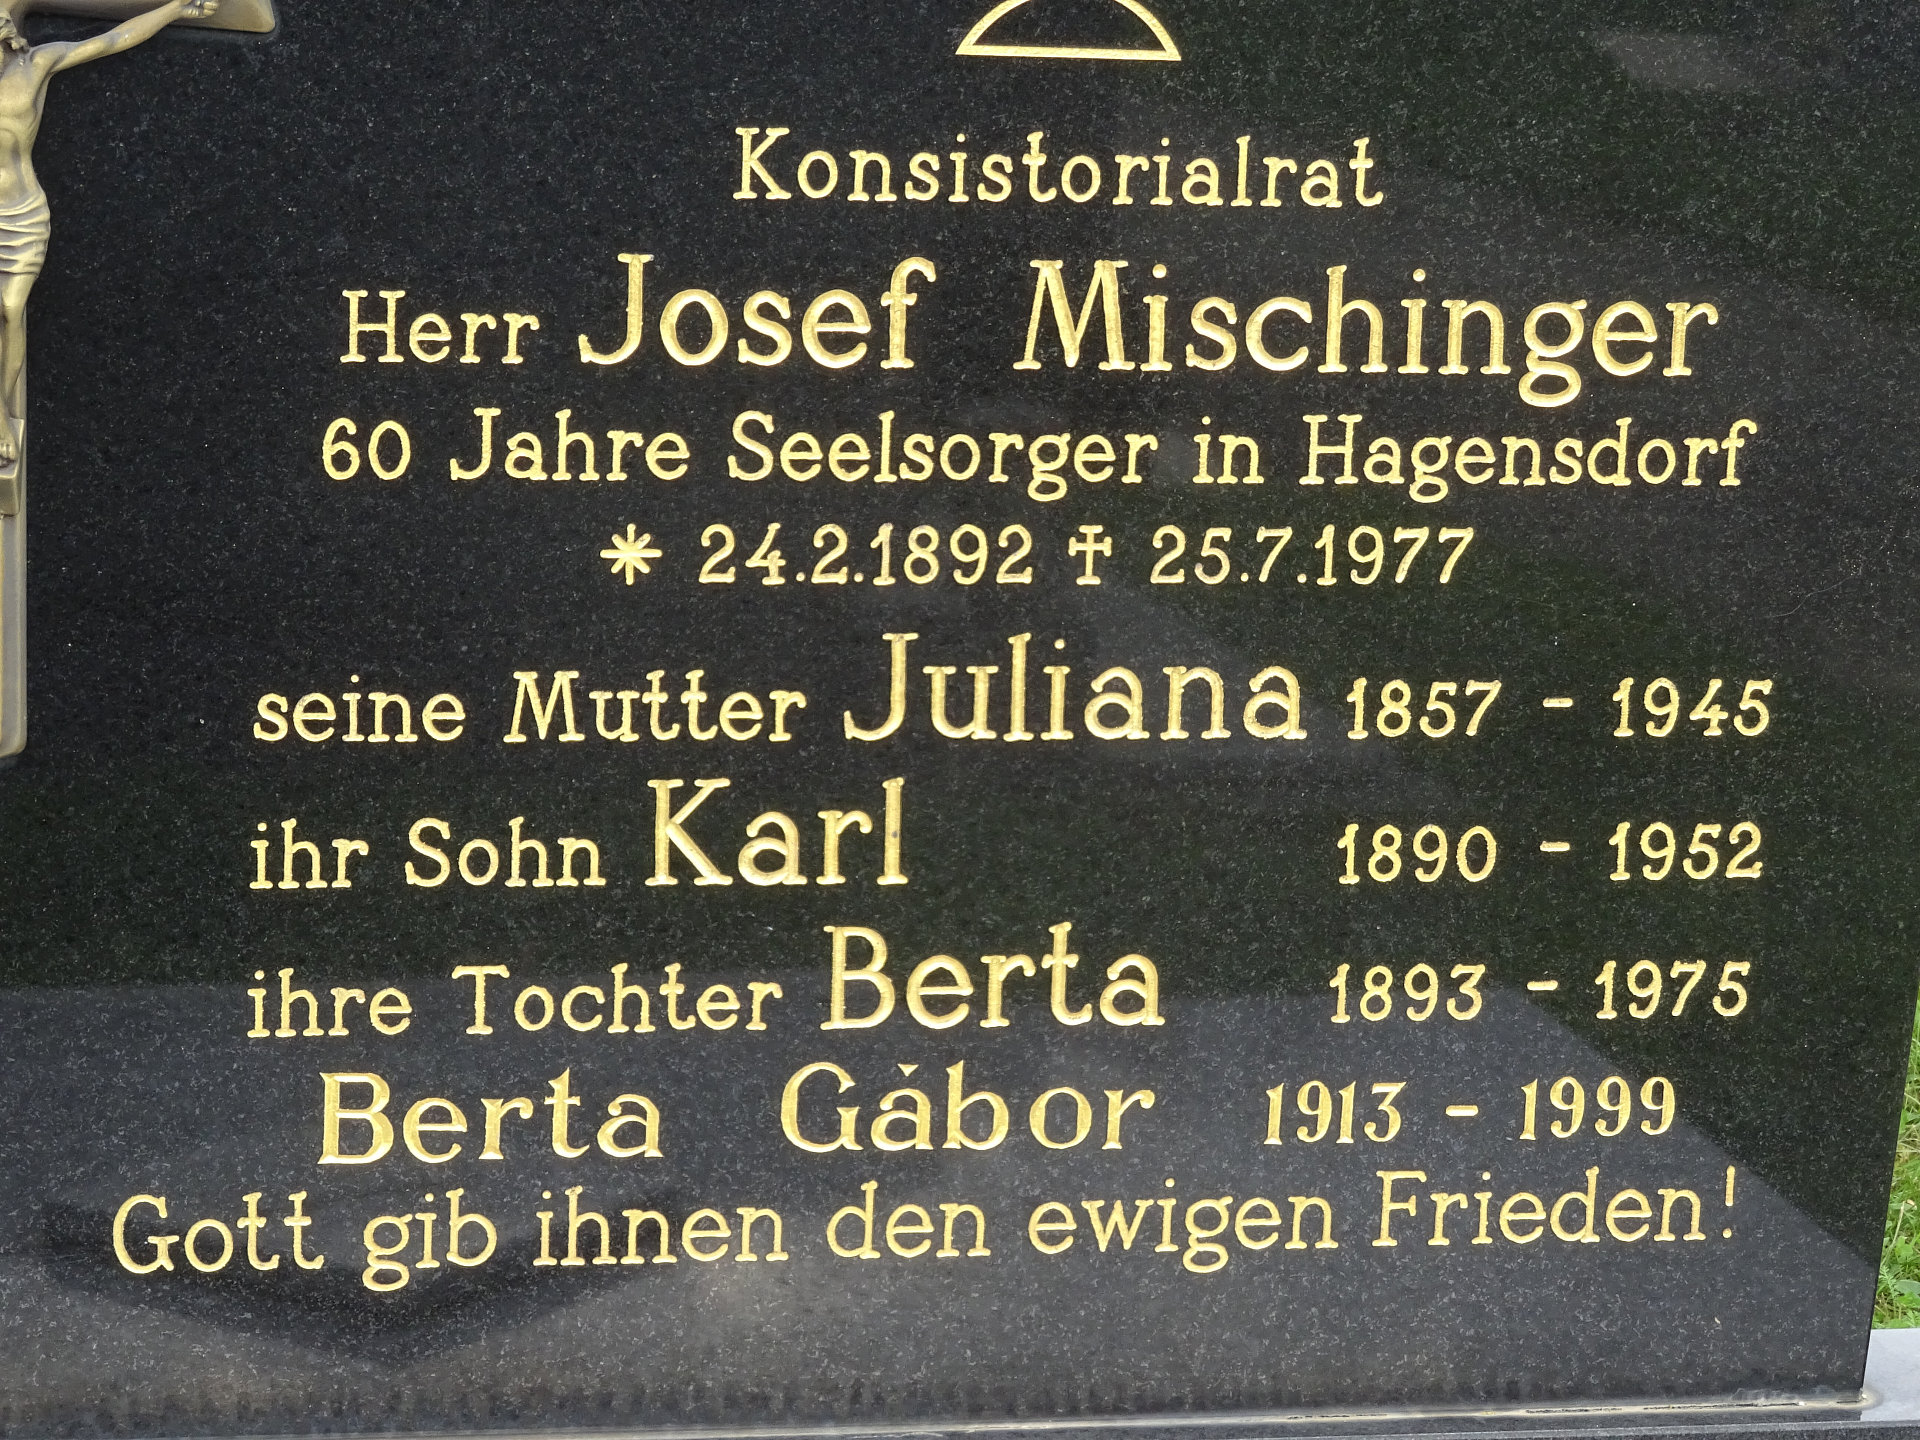 Konsistorialrat
Herr Josef Mischinger
60 Jahre Seelsorger in Hagensdorf
* 24.2.1892 ✝ 25.7.1977
seine Mutter Juliana 1857 - 1945
ihr Sohn Karl 1890 - 1952
ihre Tochter Berta 1893 - 1975
Berta Gábor 1913 - 1999
Gott gib ihnen den ewigen Frieden!